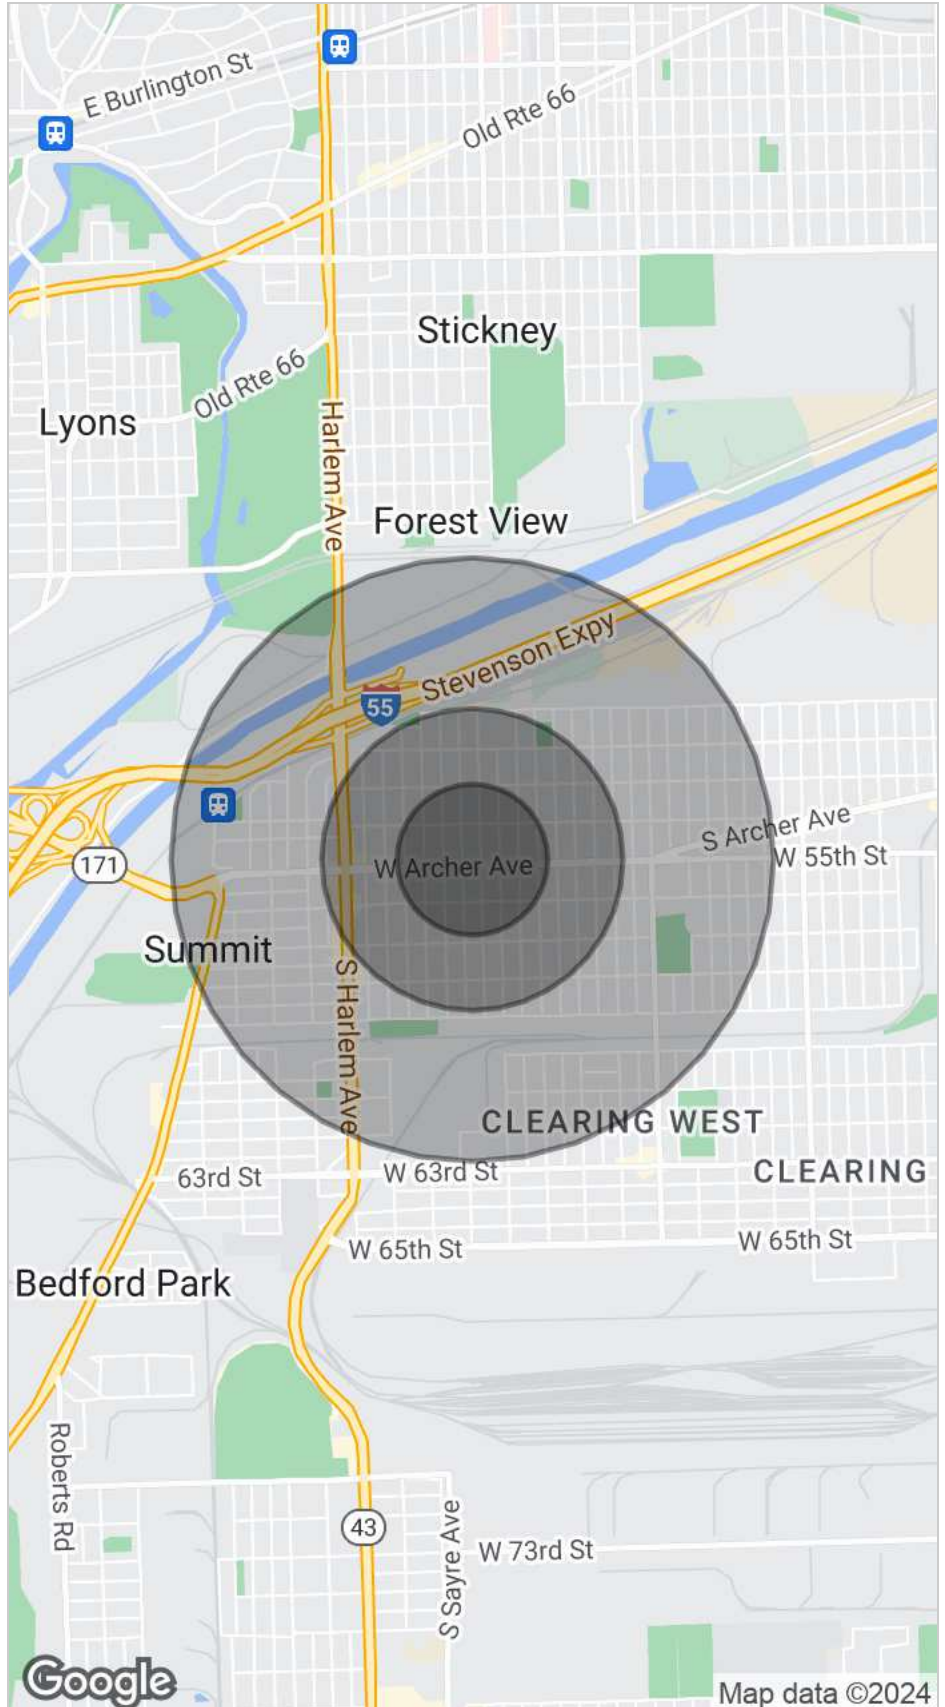 E Burlington St
Old Rte 66
Stickney
Old Rte 66
Lyons
Harlem Ave
Forest View
Stevenson Expy
55
S Archer Ave
W 55th St
W Archer Ave
171
Summit
S Harlem Ave
CLEARING WEST
63rd St
W 63rd St
CLEARING
W 65th St
W 65th St
Bedford Park
Roberts Rd
43
S Sayre Ave
W 73rd St
Google
Map data ©2024